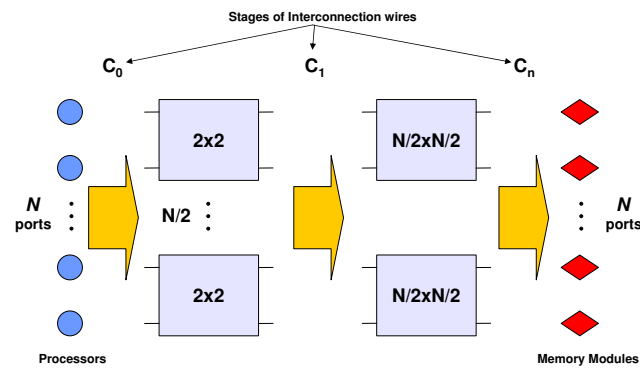 Stages of Interconnection wires
C0 C1 Cn
2x2 N/2xN/2
N
ports
N/2
N
ports
2x2 N/2xN/2
Processors Memory Modules